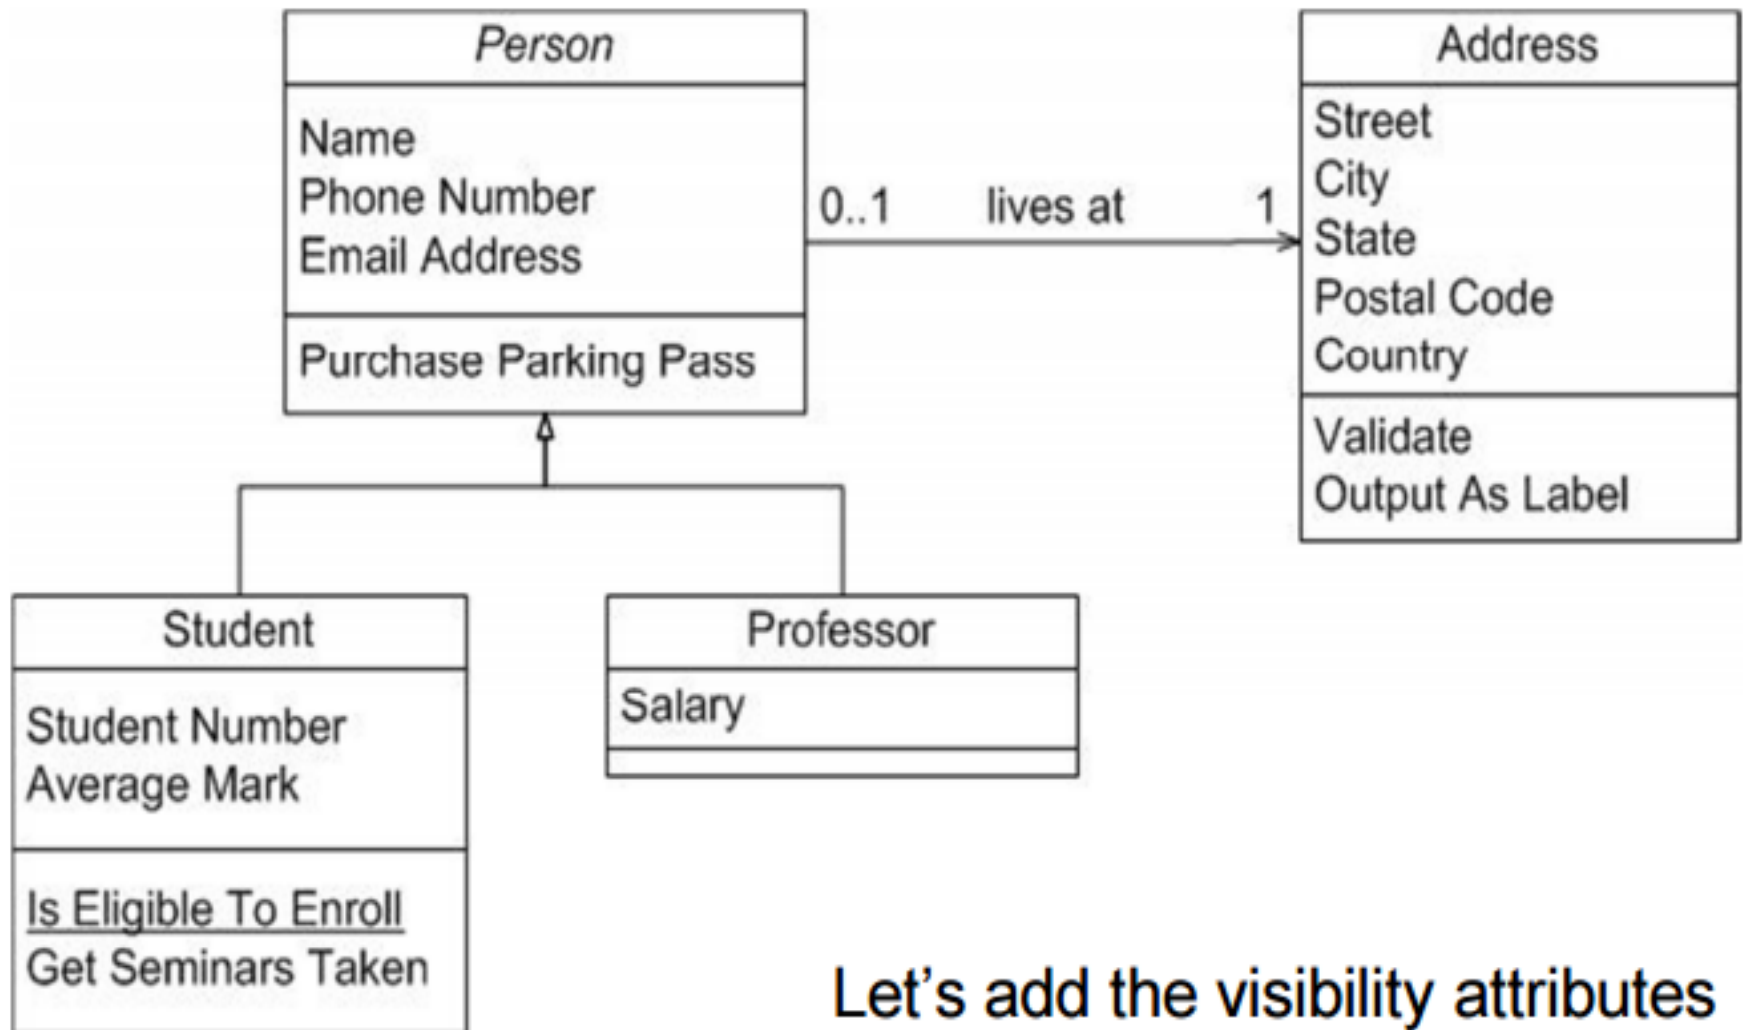 Person
Name
Phone Number
Email Address
Purchase Parking Pass
0..1 lives at 1
Address
Street
City
State
Postal Code
Country
Validate
Output As Label
Student
Student Number
Average Mark
Is Eligible To Enroll
Get Seminars Taken
Professor
Salary
Let's add the visibility attributes